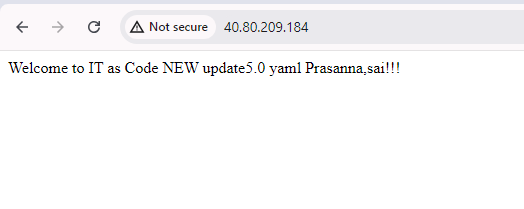 Not secure 40.80.209.184
Welcome to IT as Code NEW update5.0 yaml Prasanna,sai!!!